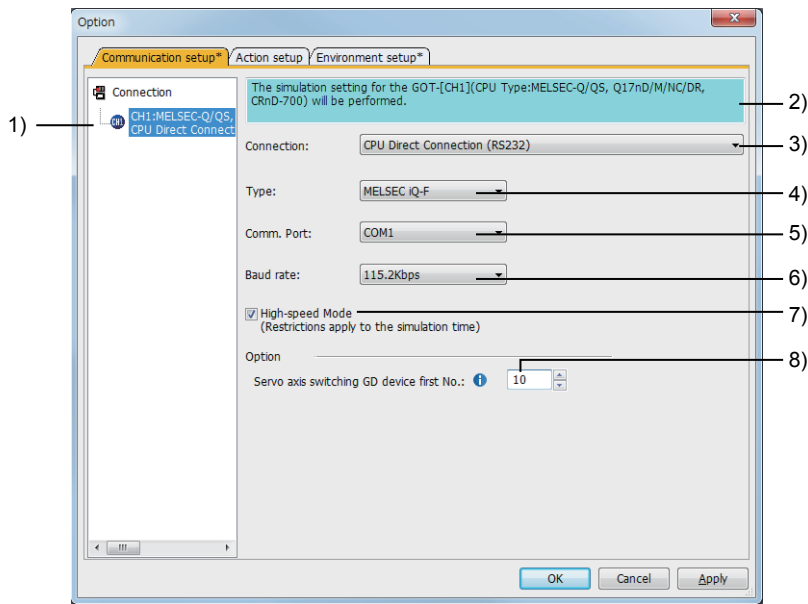 Option
x
Communication setup* Action setup Environment setup*
Connection
CH1:MELSEC-Q/QS,
CPU Direct Connect
CH1
The simulation setting for the GOT-[CH1](CPU Type:MELSEC-Q/QS, Q17nD/M/NC/DR,
CRnD-700) will be performed.
Connection: CPU Direct Connection (RS232)
Type: MELSEC iQ-F
Comm. Port: COM1
Baud rate: 115.2Kbps
High-speed Mode
(Restrictions apply to the simulation time)
Option
Servo axis switching GD device first No.: i 10
OK Cancel Apply
1)
2)
3)
4)
5)
6)
7)
8)